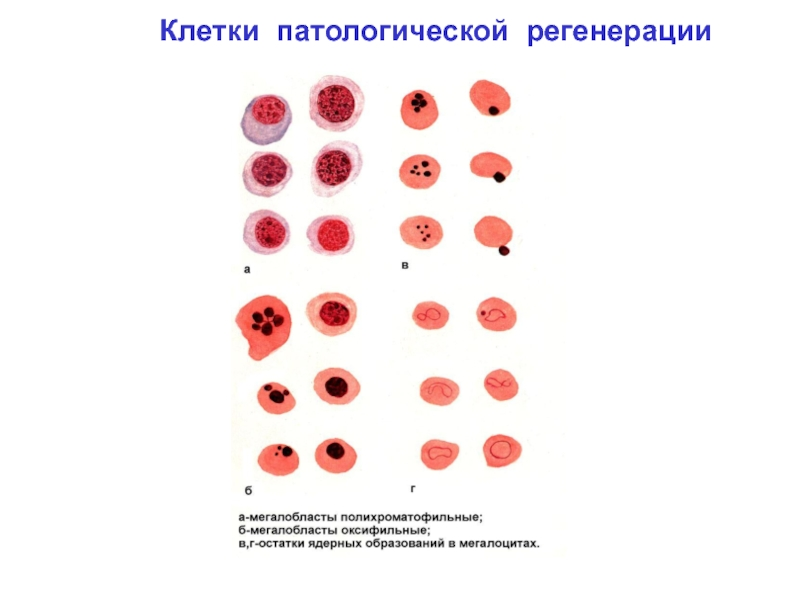 Клетки патологической регенерации
а
в
б
г
а-мегалобласты полихроматофильные;
б-мегалобласты оксифильные;
в,г-остатки ядерных образований в мегалоцитах.